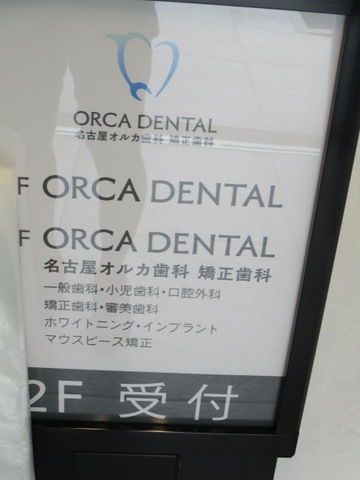 ORCA DENTAL
名古屋オルカ歯科 矯正歯科
F ORCA DENTAL
F ORCA DENTAL
名古屋オルカ歯科 矯正歯科
一般歯科・小児歯科・口腔外科
矯正歯科・審美歯科
ホワイトニング・インプラント
マウスピース矯正
2F 受付